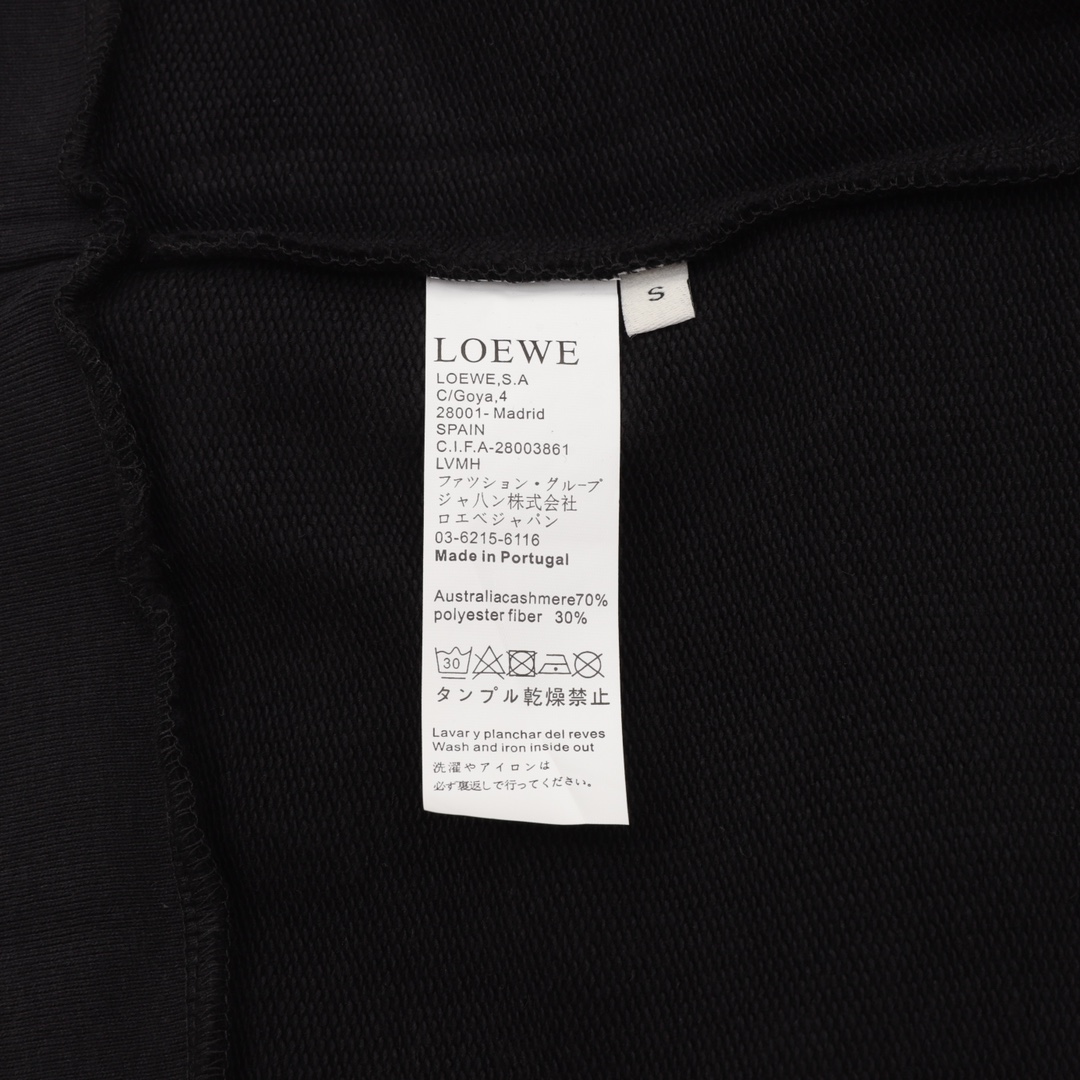 S
LOEWE
LOEWE,S.A
C/Goya,4
28001- Madrid
SPAIN
C.I.F.A-28003861
LVMH
ファツション・グループ
ジャハン株式会社
ロエベジャパン
03-6215-6116
Made in Portugal
Australiacashmere70%
polyester fiber 30%
30
タンプル乾燥禁止
Lavar y planchar del reves
Wash and iron inside out
洗濯やアイロンは
必ず裏返しで行ってください。